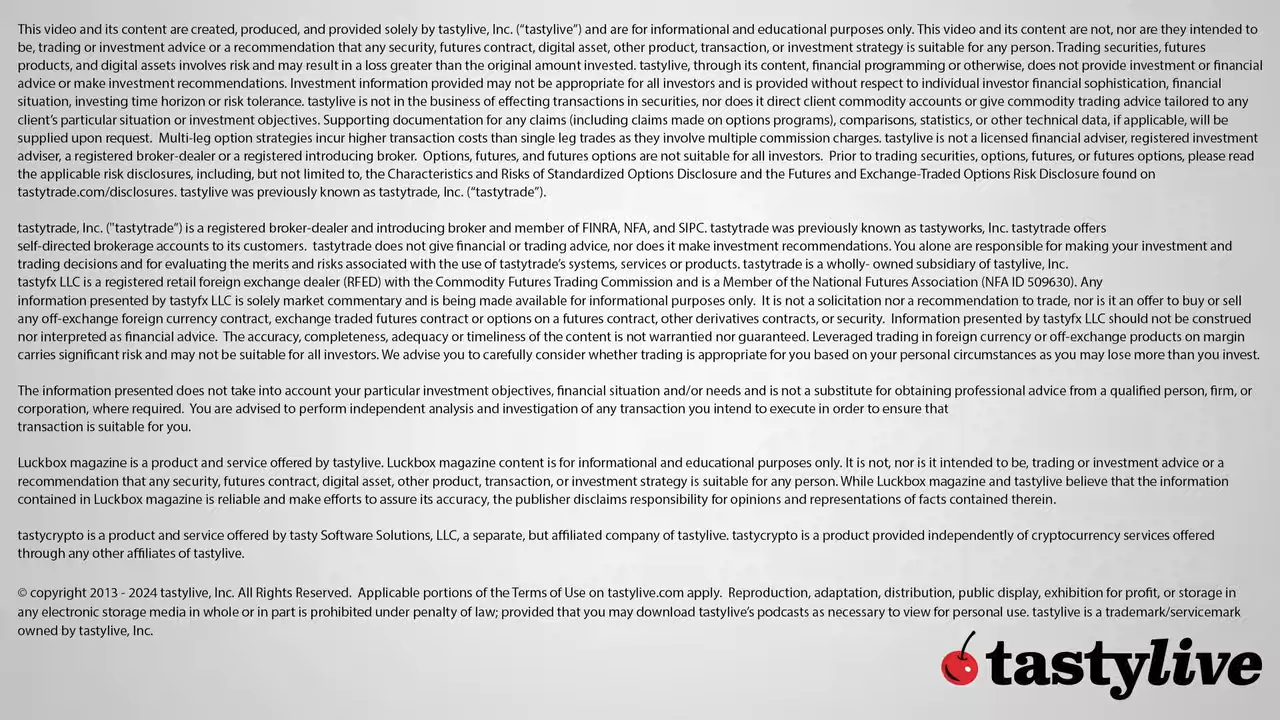 This video and its content are created, produced, and provided solely by tastylive, Inc. (“tastylive”) and are for informational and educational purposes only. This video and its content are not, nor are they intended to
be, trading or investment advice or a recommendation that any security, futures contract, digital asset, other product, transaction, or investment strategy is suitable for any person. Trading securities, futures
products, and digital assets involves risk and may result in a loss greater than the original amount invested. tastylive, through its content, financial programming or otherwise, does not provide investment or financial
advice or make investment recommendations. Investment information provided may not be appropriate for all investors and is provided without respect to individual investor financial sophistication, financial
situation, investing time horizon or risk tolerance. tastylive is not in the business of effecting transactions in securities, nor does it direct client commodity accounts or give commodity trading advice tailored to any
client’s particular situation or investment objectives. Supporting documentation for any claims (including claims made on options programs), comparisons, statistics, or other technical data, if applicable, will be
supplied upon request.  Multi-leg option strategies incur higher transaction costs than single leg trades as they involve multiple commission charges. tastylive is not a licensed financial adviser, registered investment
adviser, a registered broker-dealer or a registered introducing broker.  Options, futures, and futures options are not suitable for all investors.  Prior to trading securities, options, futures, or futures options, please read
the applicable risk disclosures, including, but not limited to, the Characteristics and Risks of Standardized Options Disclosure and the Futures and Exchange-Traded Options Risk Disclosure found on
tastytrade.com/disclosures. tastylive was previously known as tastytrade, Inc. (“tastytrade”).
tastytrade, Inc. ("tastytrade”) is a registered broker-dealer and introducing broker and member of FINRA, NFA, and SIPC. tastytrade was previously known as tastyworks, Inc. tastytrade offers
self-directed brokerage accounts to its customers.  tastytrade does not give financial or trading advice, nor does it make investment recommendations. You alone are responsible for making your investment and
trading decisions and for evaluating the merits and risks associated with the use of tastytrade’s systems, services or products. tastytrade is a wholly- owned subsidiary of tastylive, Inc.
tastyfx LLC is a registered retail foreign exchange dealer (RFED) with the Commodity Futures Trading Commission and is a Member of the National Futures Association (NFA ID 509630). Any
information presented by tastyfx LLC is solely market commentary and is being made available for informational purposes only.  It is not a solicitation nor a recommendation to trade, nor is it an offer to buy or sell
any off-exchange foreign currency contract, exchange traded futures contract or options on a futures contract, other derivatives contracts, or security.  Information presented by tastyfx LLC should not be construed
nor interpreted as financial advice.  The accuracy, completeness, adequacy or timeliness of the content is not warrantied nor guaranteed. Leveraged trading in foreign currency or off-exchange products on margin
carries significant risk and may not be suitable for all investors. We advise you to carefully consider whether trading is appropriate for you based on your personal circumstances as you may lose more than you invest.
The information presented does not take into account your particular investment objectives, financial situation and/or needs and is not a substitute for obtaining professional advice from a qualified person, firm, or
corporation, where required.  You are advised to perform independent analysis and investigation of any transaction you intend to execute in order to ensure that
transaction is suitable for you.
Luckbox magazine is a product and service offered by tastylive. Luckbox magazine content is for informational and educational purposes only. It is not, nor is it intended to be, trading or investment advice or a
recommendation that any security, futures contract, digital asset, other product, transaction, or investment strategy is suitable for any person. While Luckbox magazine and tastylive believe that the information
contained in Luckbox magazine is reliable and make efforts to assure its accuracy, the publisher disclaims responsibility for opinions and representations of facts contained therein.
tastycrypto is a product and service offered by tasty Software Solutions, LLC, a separate, but affiliated company of tastylive. tastycrypto is a product provided independently of cryptocurrency services offered
through any other affiliates of tastylive.
© copyright 2013 - 2024 tastylive, Inc. All Rights Reserved.  Applicable portions of the Terms of Use on tastylive.com apply.  Reproduction, adaptation, distribution, public display, exhibition for profit, or storage in
any electronic storage media in whole or in part is prohibited under penalty of law; provided that you may download tastylive’s podcasts as necessary to view for personal use. tastylive is a trademark/servicemark
owned by tastylive, Inc.
tastylive